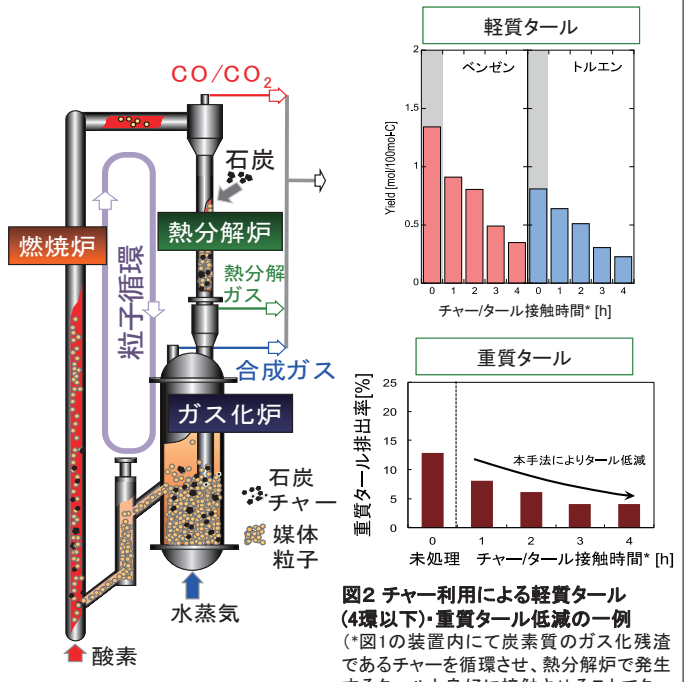 CO/CO2
石炭
燃焼炉
熱分解炉
粒子循環
熱分解
ガス
合成ガス
ガス化炉
石炭
チャー
媒体
粒子
水蒸気
酸素
軽質タール
ベンゼン
トルエン
Yield [mol/100mol-C]
2
1.5
1
0.5
0
0 1 2 3 4 0 1 2 3 4
チャー/タール接触時間* [h]
重質タール
重質タール排出率[%]
25
20
15
10
5
0
本手法によりタール低減
0 1 2 3 4
未処理 チャー/タール接触時間* [h]
図2 チャー利用による軽質タール
(4環以下)・重質タール低減の一例
(*図1の装置内にて炭素質のガス化残渣
であるチャーを循環させ、熱分解炉で発生